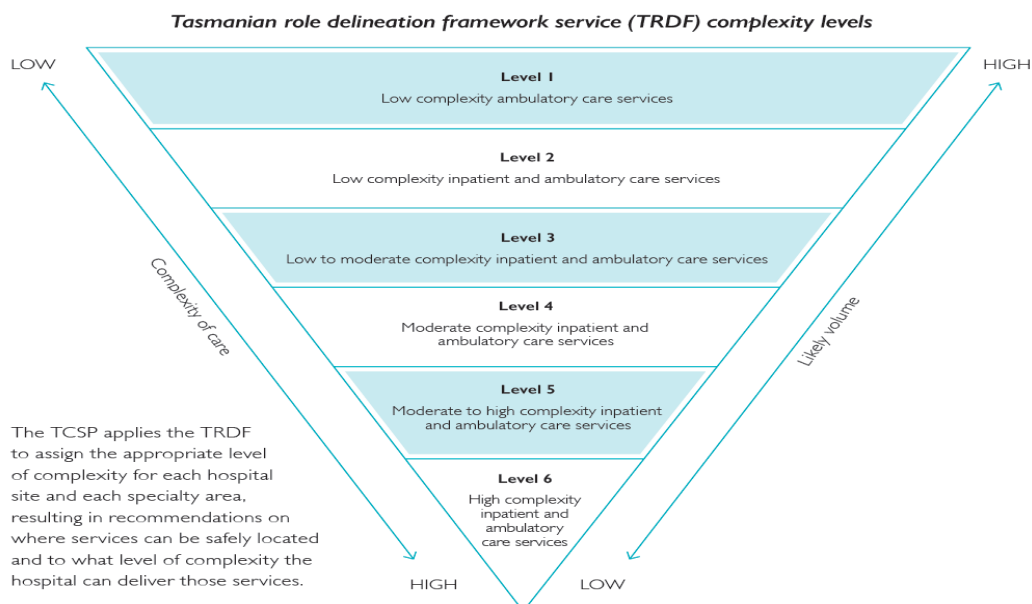 Tasmanian role delineation framework service (TRDF) complexity levels
LOW
HIGH
Level 1
Low complexity ambulatory care services
Level 2
Low complexity inpatient and ambulatory care services
Level 3
Low to moderate complexity inpatient and ambulatory care services
Complexity of care
Likely volume
Level 4
Moderate complexity inpatient and
ambulatory care services
Level 5
Moderate to high complexity inpatient
and ambulatory care services
Level 6
High complexity
inpatient and
ambulatory
care services
The TCSP applies the TRDF
to assign the appropriate level
of complexity for each hospital
site and each specialty area,
resulting in recommendations on
where services can be safely located
and to what level of complexity the
hospital can deliver those services.
HIGH
LOW